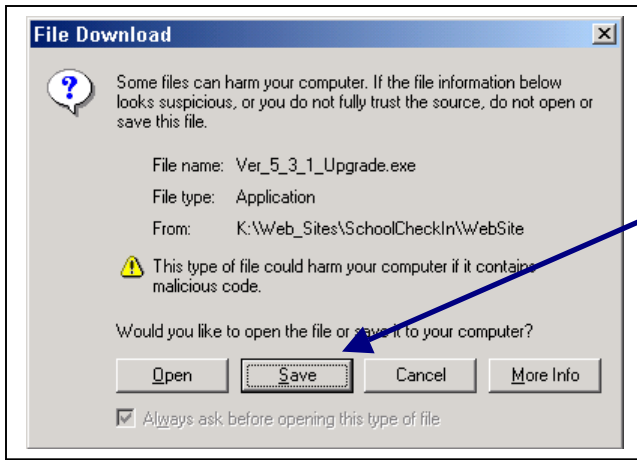 File Download
Some files can harm your computer. If the file information below
looks suspicious, or you do not fully trust the source, do not open or
save this file.
File name: Ver_5_3_1_Upgrade.exe
File type: Application
From: K:\Web_Sites\SchoolCheckIn\WebSite
This type of file could harm your computer if it contains
malicious code.
Would you like to open the file or save it to your computer?
Open Save Cancel More Info
Always ask before opening this type of file